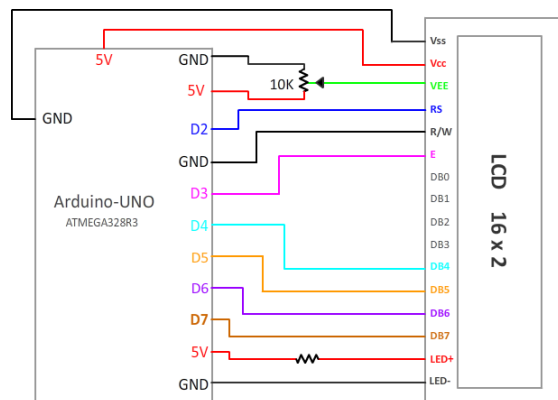 5V
GND
GND
5V
D2
GND
D3
D4
D5
D6
D7
5V
GND
Arduino-UNO
ATMEGA328R3
10K
Vss
Vcc
VEE
RS
R/W
E
DB0
DB1
DB2
DB3
DB4
DB5
DB6
DB7
LED+
LED-
LCD 16 x 2